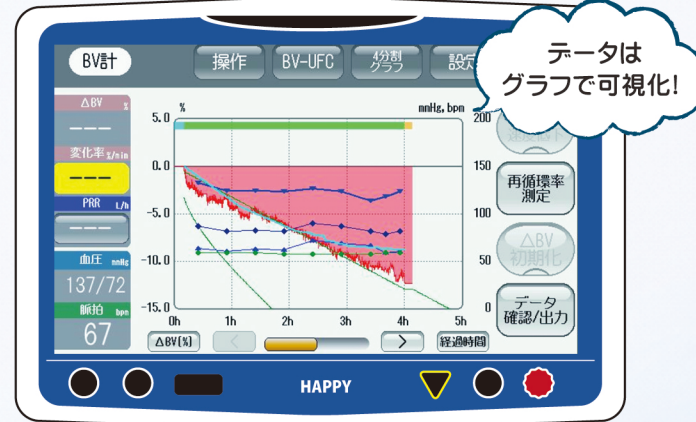 BV計
操作
BV-UFC
4分割
グラフ
設定
データは
グラフで可視化!
ΔBV %
---
変化率 %/min
---
PRR L/h
---
血圧 mmHg
137/72
脈拍 bpm
67
% mmHg, bpm
5.0
0.0
-5.0
-10.0
-15.0
200
150
100
50
0
0h 1h 2h 3h 4h 5h
ΔBV(%)
<
>
経過時間
再循環率
測定
ΔBV
初期化
データ
確認/出力
HAPPY